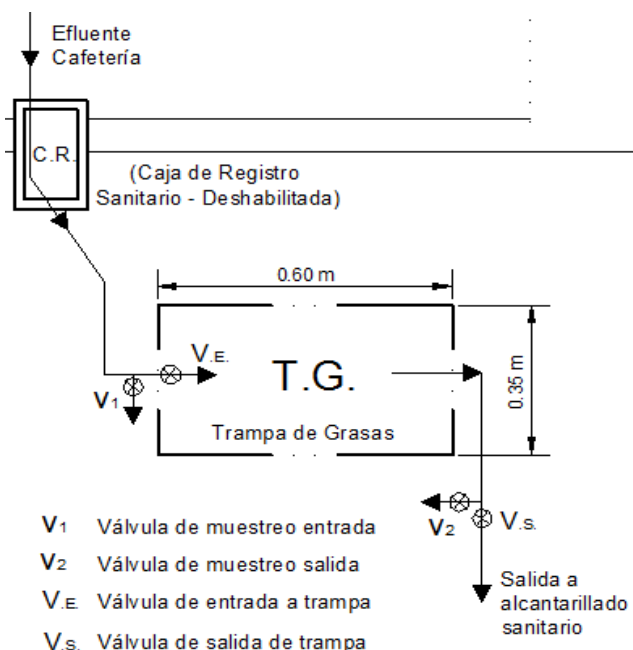 Efluente
Cafetería
C.R.
(Caja de Registro
Sanitario - Deshabilitada)
0.60 m
V.E.
T.G.
0.35 m
V1
Trampa de Grasas
V2
V.S.
V1 Válvula de muestreo entrada
V2 Válvula de muestreo salida
V.E. Válvula de entrada a trampa
V.S. Válvula de salida de trampa
Salida a
alcantarillado
sanitario